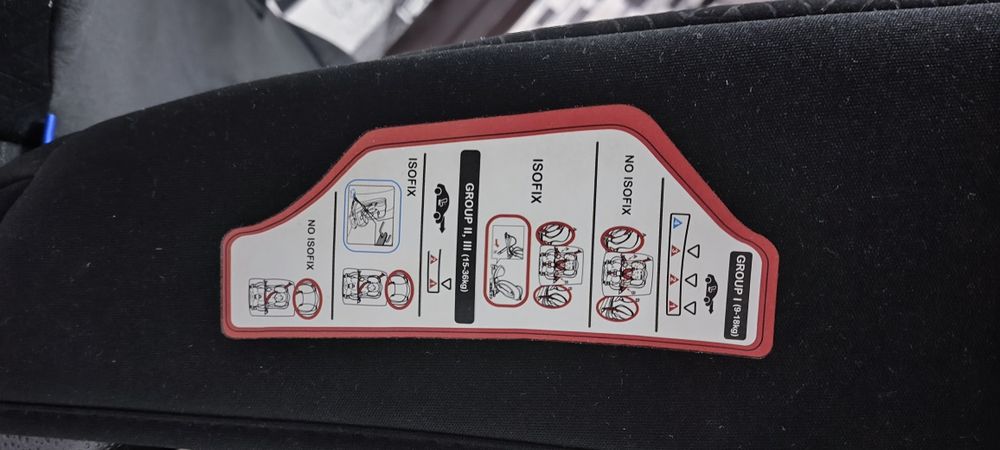 GROUP I (9-18kg)
NO ISOFIX
ISOFIX
GROUP II, III (15-36kg)
ISOFIX
NO ISOFIX